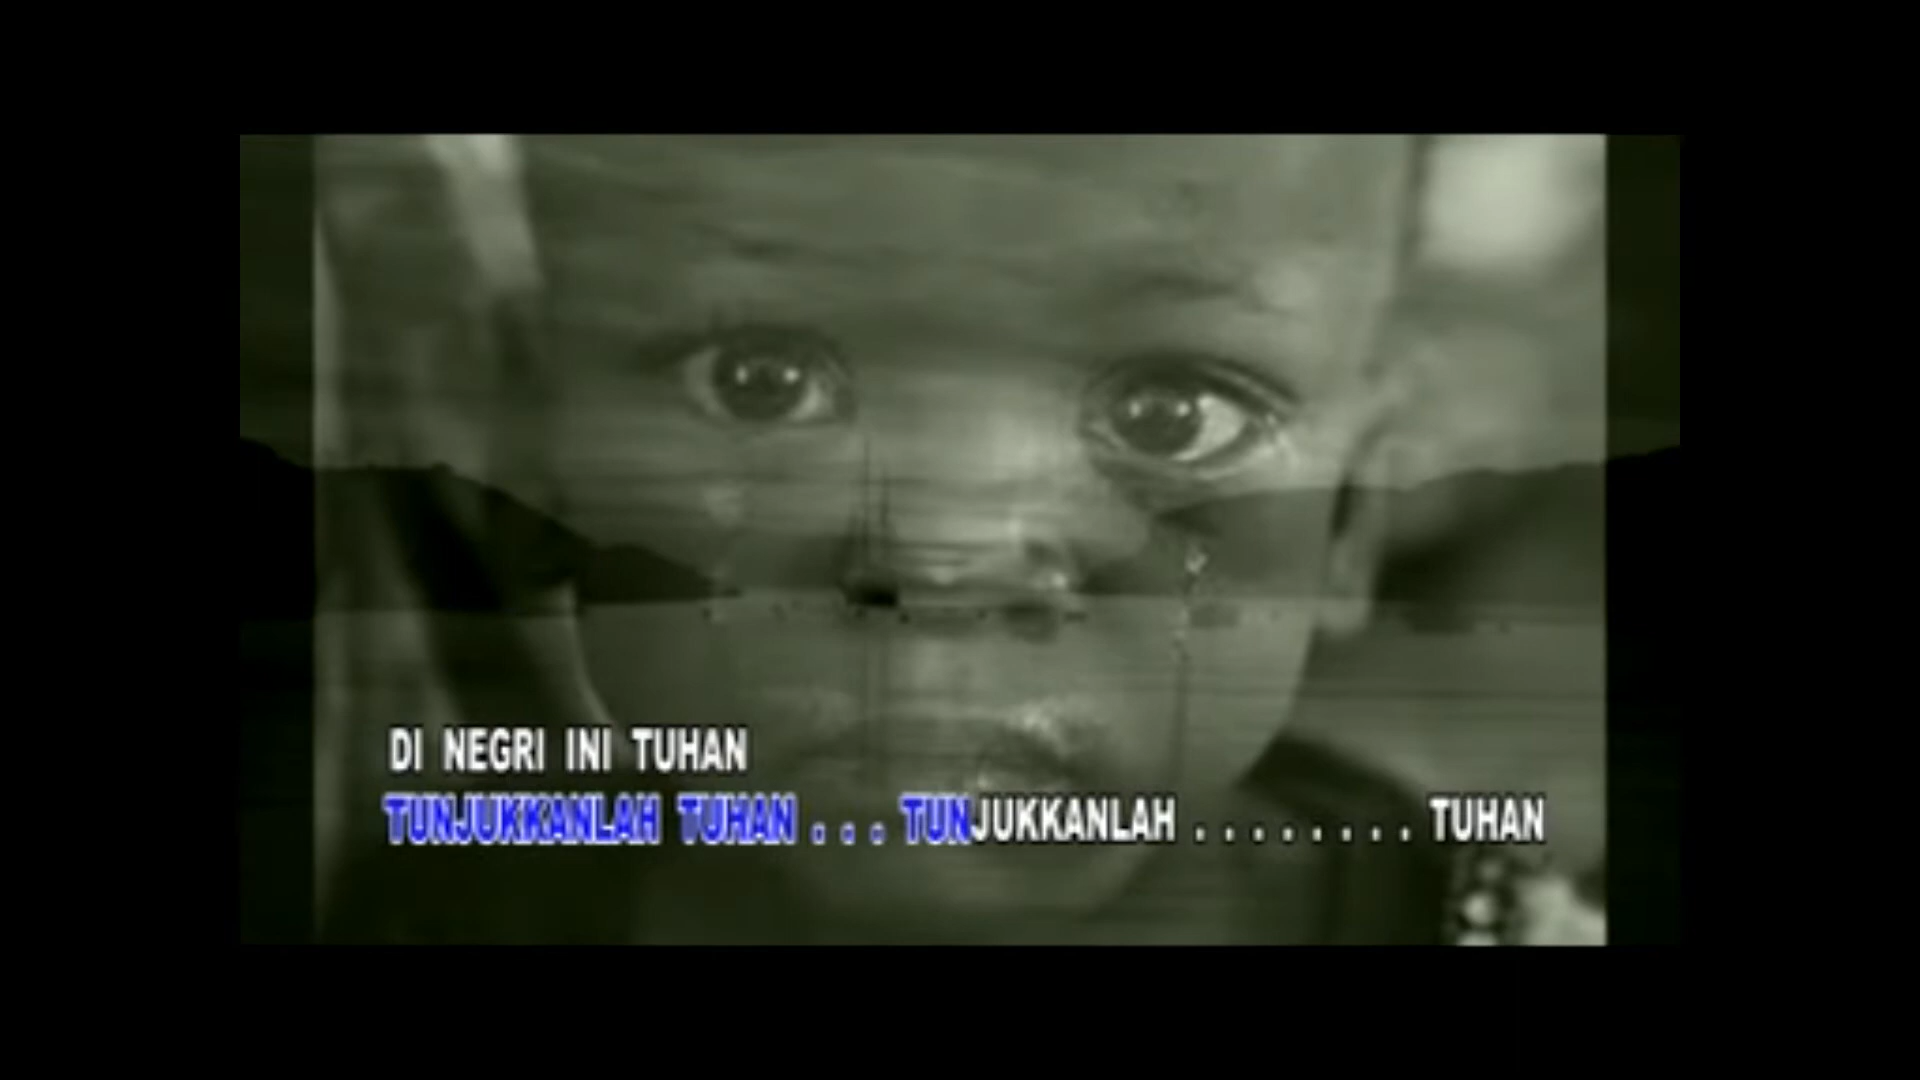 DI NEGRI INI TUHAN
TUNJUKKANLAH TUHAN . . . TUNJUKKANLAH . . . . . . . . TUHAN